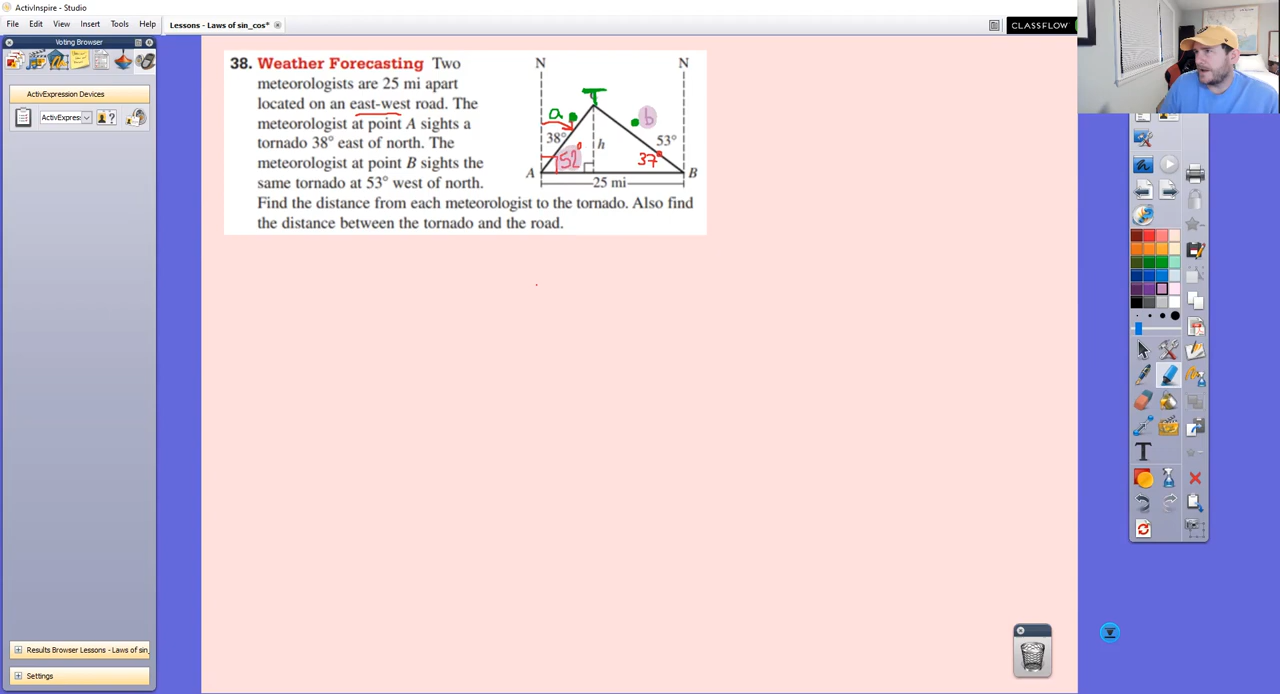 ActivInspire - Studio
File Edit View Insert Tools Help
Lessons - Laws of sin_cos*
CLASSFLOW
Voting Browser
ActivExpression Devices
ActivExpres
38. Weather Forecasting Two
meteorologists are 25 mi apart
located on an east-west road. The
meteorologist at point A sights a
tornado 38° east of north. The
meteorologist at point B sights the
same tornado at 53° west of north.
Find the distance from each meteorologist to the tornado. Also find
the distance between the tornado and the road.
N N
T
a b
38° h 53°
52° 37°
A B
25 mi
T
Results Browser Lessons - Laws of sin_
Settings